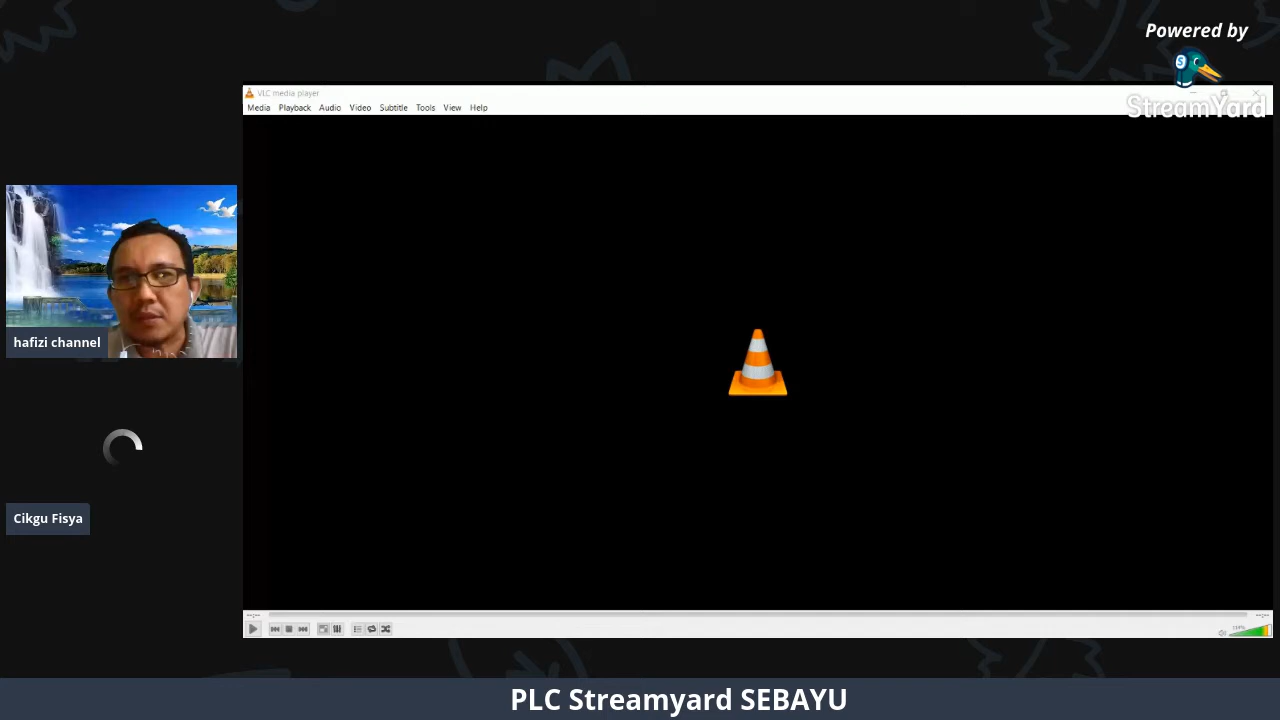 Powered by
StreamYard
VLC media player
Media Playback Audio Video Subtitle Tools View Help
hafizi channel
Cikgu Fisya
PLC Streamyard SEBAYU